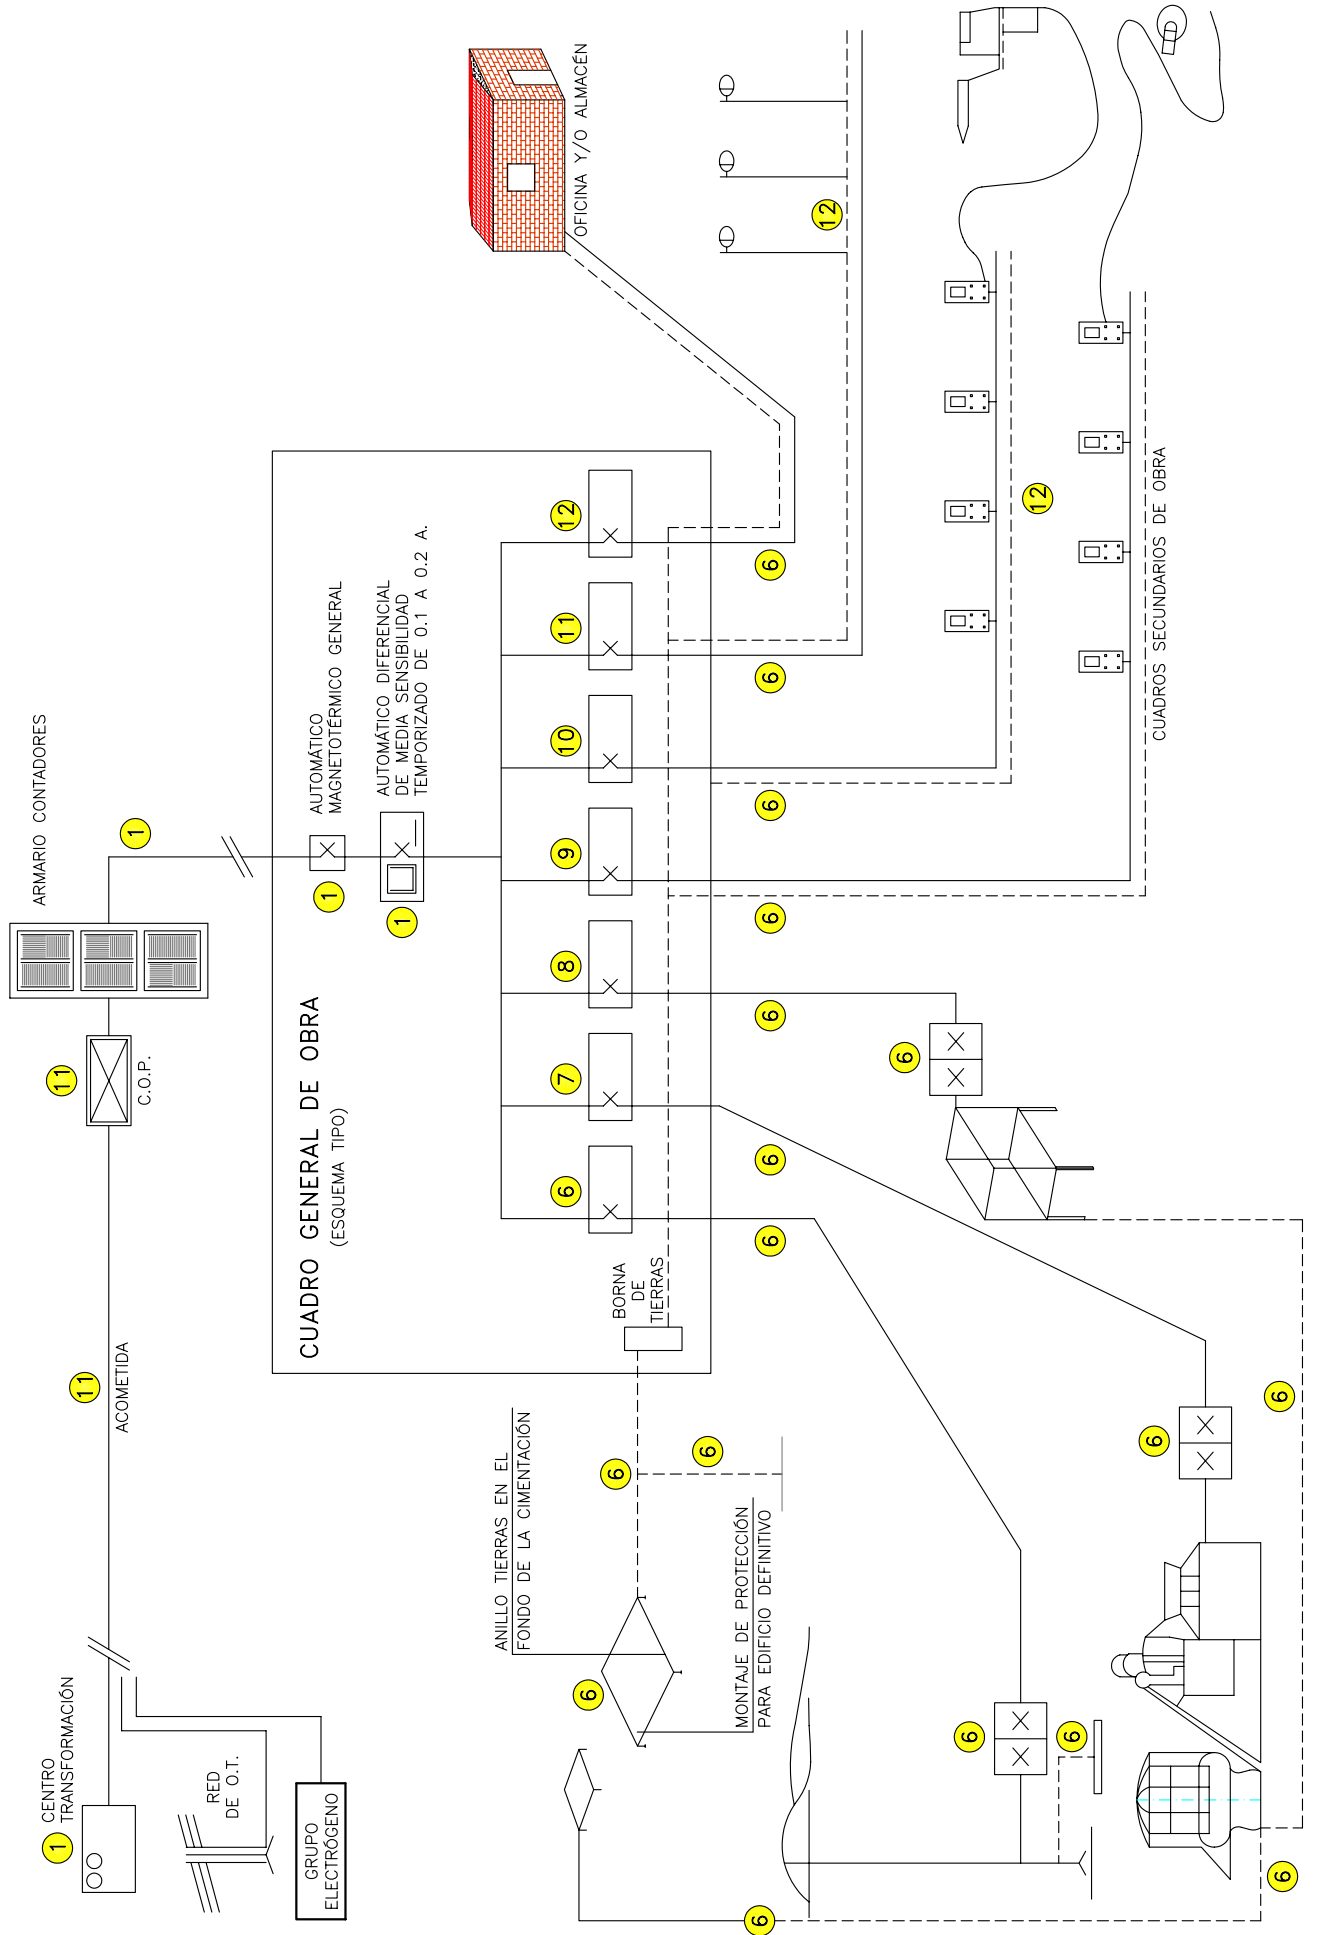 1
CENTRO
TRANSFORMACIÓN
RED
DE O.T.
GRUPO
ELECTRÓGENO
11
ACOMETIDA
11
C.O.P.
ARMARIO CONTADORES
1
CUADRO GENERAL DE OBRA
(ESQUEMA TIPO)
1
AUTOMÁTICO
MAGNETOTÉRMICO GENERAL
1
AUTOMÁTICO DIFERENCIAL
DE MEDIA SENSIBILIDAD
TEMPORIZADO DE 0.1 A 0.2 A.
6
7
8
9
10
11
12
BORNA
DE
TIERRAS
6
6
6
6
6
6
6
OFICINA Y/O ALMACÉN
12
12
CUADROS SECUNDARIOS DE OBRA
ANILLO TIERRAS EN EL
FONDO DE LA CIMENTACIÓN
6
6
6
MONTAJE DE PROTECCIÓN
PARA EDIFICIO DEFINITIVO
6
6
6
6
6
6
6